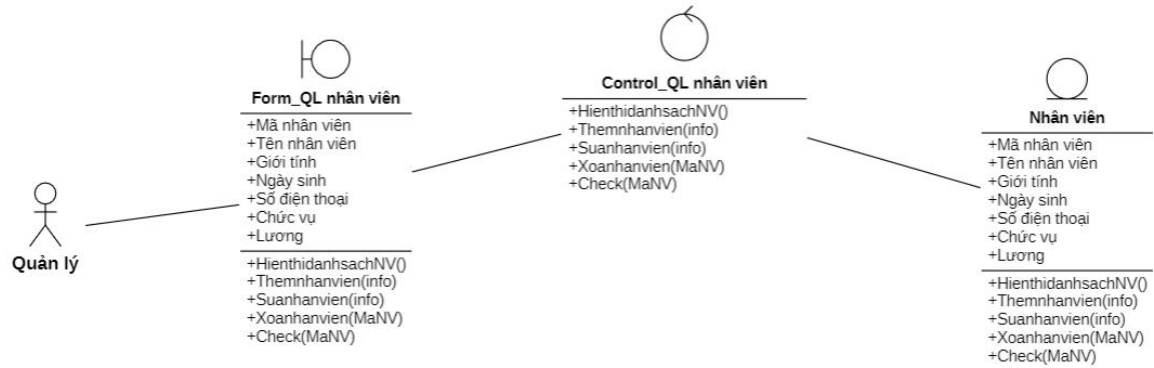 Quản lý
Form_QL nhân viên
+Mã nhân viên
+Tên nhân viên
+Giới tính
+Ngày sinh
+Số điện thoại
+Chức vụ
+Lương
+HienthidanhsachNV()
+Themnhanvien(info)
+Suanhanvien(info)
+Xoanhanvien(MaNV)
+Check(MaNV)
Control_QL nhân viên
+HienthidanhsachNV()
+Themnhanvien(info)
+Suanhanvien(info)
+Xoanhanvien(MaNV)
+Check(MaNV)
Nhân viên
+Mã nhân viên
+Tên nhân viên
+Giới tính
+Ngày sinh
+Số điện thoại
+Chức vụ
+Lương
+HienthidanhsachNV()
+Themnhanvien(info)
+Suanhanvien(info)
+Xoanhanvien(MaNV)
+Check(MaNV)